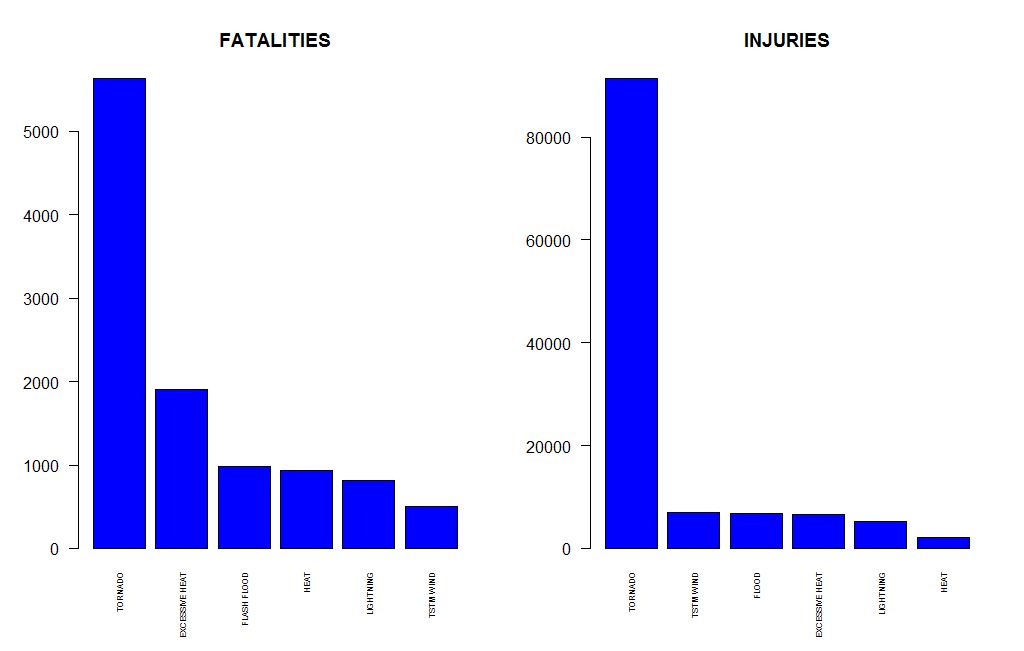 FATALITIES
5000
4000
3000
2000
1000
0
TORNADO
EXCESSIVE HEAT
FLASH FLOOD
HEAT
LIGHTNING
TSTM WIND
INJURIES
80000
60000
40000
20000
0
TORNADO
TSTM WIND
FLOOD
EXCESSIVE HEAT
LIGHTNING
HEAT